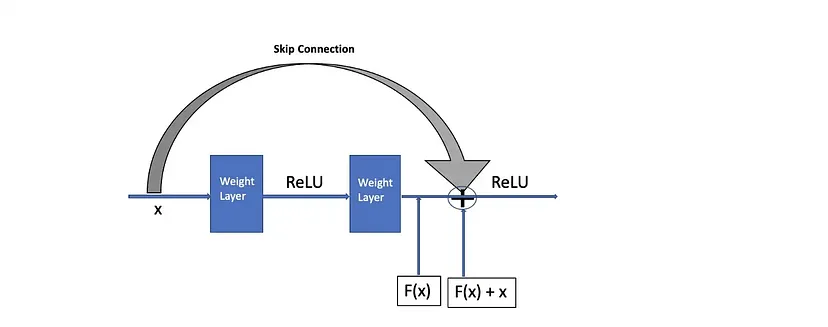 Skip Connection
Weight
Layer
ReLU
Weight
Layer
ReLU
x
F(x)
F(x) + x